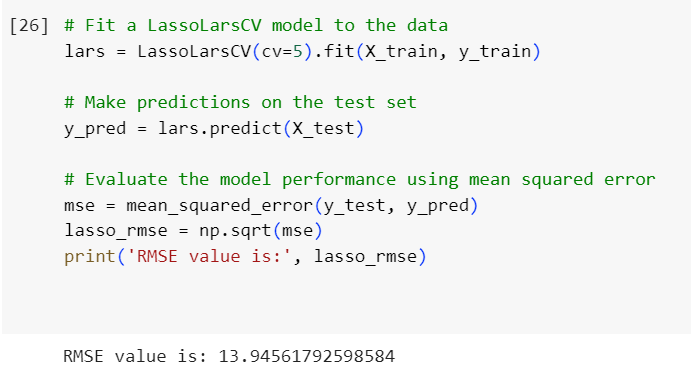 [26] # Fit a LassoLarsCV model to the data
lars = LassoLarsCV(cv=5).fit(X_train, y_train)
# Make predictions on the test set
y_pred = lars.predict(X_test)
# Evaluate the model performance using mean squared error
mse = mean_squared_error(y_test, y_pred)
lasso_rmse = np.sqrt(mse)
print('RMSE value is:', lasso_rmse)
RMSE value is: 13.94561792598584